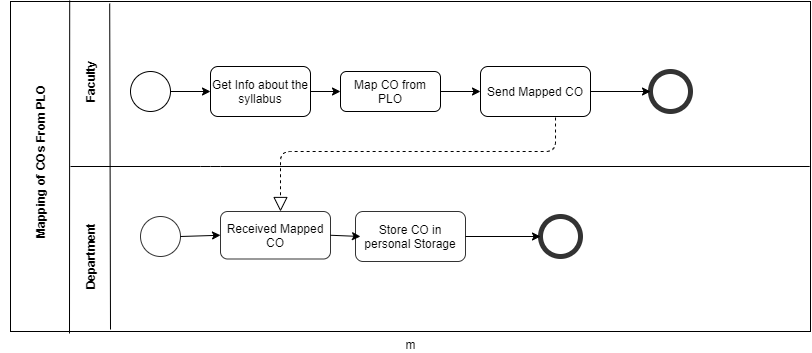 Mapping of COs From PLO
Faculty
Get Info about the
syllabus
Map CO from
PLO
Send Mapped CO
Department
Received Mapped
CO
Store CO in
personal Storage
m